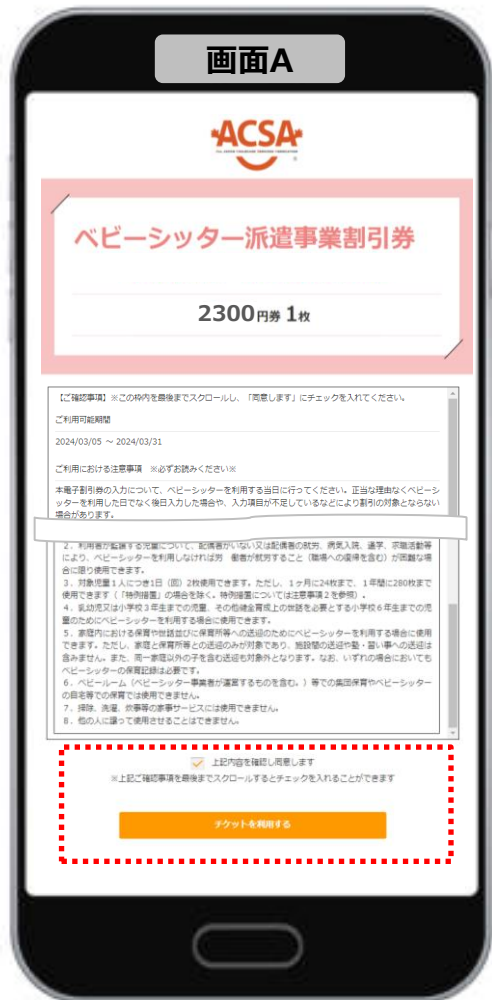 画面A
ACSA
ベビーシッター派遣事業割引券
2300円券 1枚
【ご確認事項】※この枠内を最後までスクロールし、「同意します」にチェックを入れてください。
ご利用可能期間
2024/03/05 ～ 2024/03/31
ご利用における注意事項 ※必ずお読みください※
本電子割引券の入力について、ベビーシッターを利用する当日に行ってください。正当な理由なくベビーシ
ッターを利用した日でなく後日入力した場合や、入力項目が不足しているなどにより割引の対象とならない
場合があります。
2．利用者が監護する児童について、配偶者がいない又は配偶者の就労、病気入院、通学、求職活動等
により、ベビーシッターを利用しなければ労 働者が就労すること（職場への復帰を含む）が困難な場
合に限り使用できます。
3．対象児童1人につき1日（回）2枚使用できます。ただし、1ヶ月に24枚まで、1年間に280枚まで
使用できます（「特例措置」の場合を除く。特例措置については注意事項2を参照）。
4．乳幼児又は小学校3年生までの児童、その他健全育成上の世話を必要とする小学校6年生までの児
童のためにベビーシッターを利用する場合に使用できます。
5．家庭内における保育や世話並びに保育所等への送迎のためにベビーシッターを利用する場合に使用
できます。ただし、家庭と保育所等との送迎のみが対象であり、施設間の送迎や塾・習い事への送迎は
含みません。また、同一家庭以外の子を含む送迎も対象外となります。なお、いずれの場合においても
ベビーシッターの保育記録は必要です。
6．ベビールーム（ベビーシッター事業者が運営するものを含む。）等での集団保育やベビーシッター
の自宅等での保育では使用できません。
7．掃除、洗濯、炊事等の家事サービスには使用できません。
8．他の人に譲って使用させることはできません。
上記内容を確認し同意します
※上記ご確認事項を最後までスクロールするとチェックを入れることができます
チケットを利用する